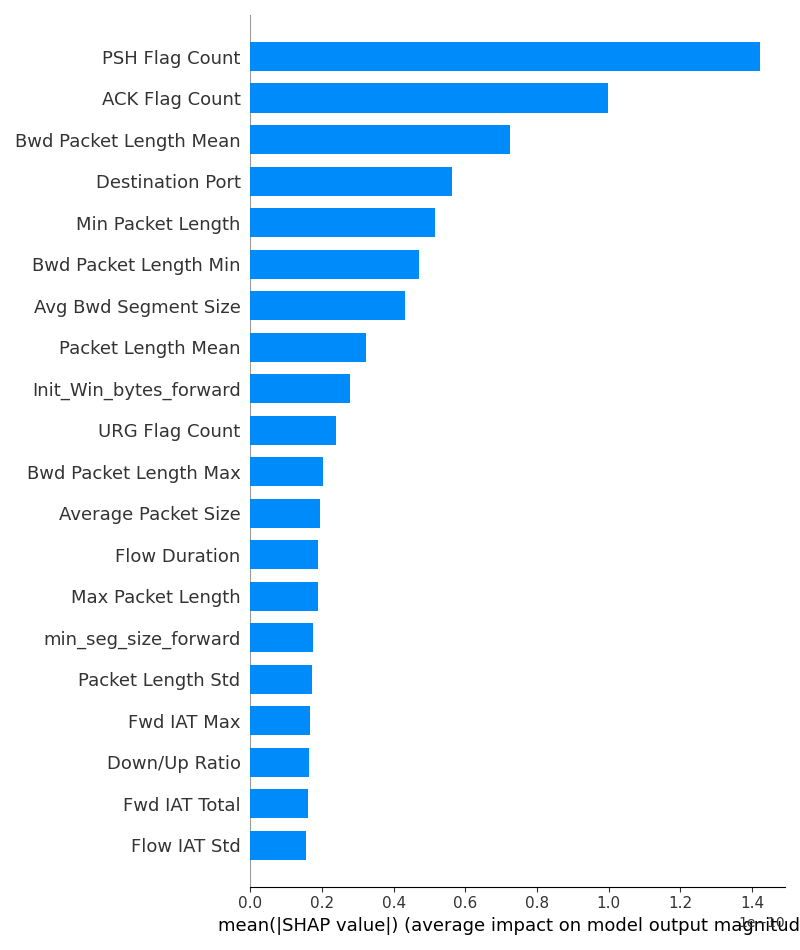 PSH Flag Count
ACK Flag Count
Bwd Packet Length Mean
Destination Port
Min Packet Length
Bwd Packet Length Min
Avg Bwd Segment Size
Packet Length Mean
Init_Win_bytes_forward
URG Flag Count
Bwd Packet Length Max
Average Packet Size
Flow Duration
Max Packet Length
min_seg_size_forward
Packet Length Std
Fwd IAT Max
Down/Up Ratio
Fwd IAT Total
Flow IAT Std
0.0 0.2 0.4 0.6 0.8 1.0 1.2 1.4
mean(|SHAP value|) (average impact on model output magnitud